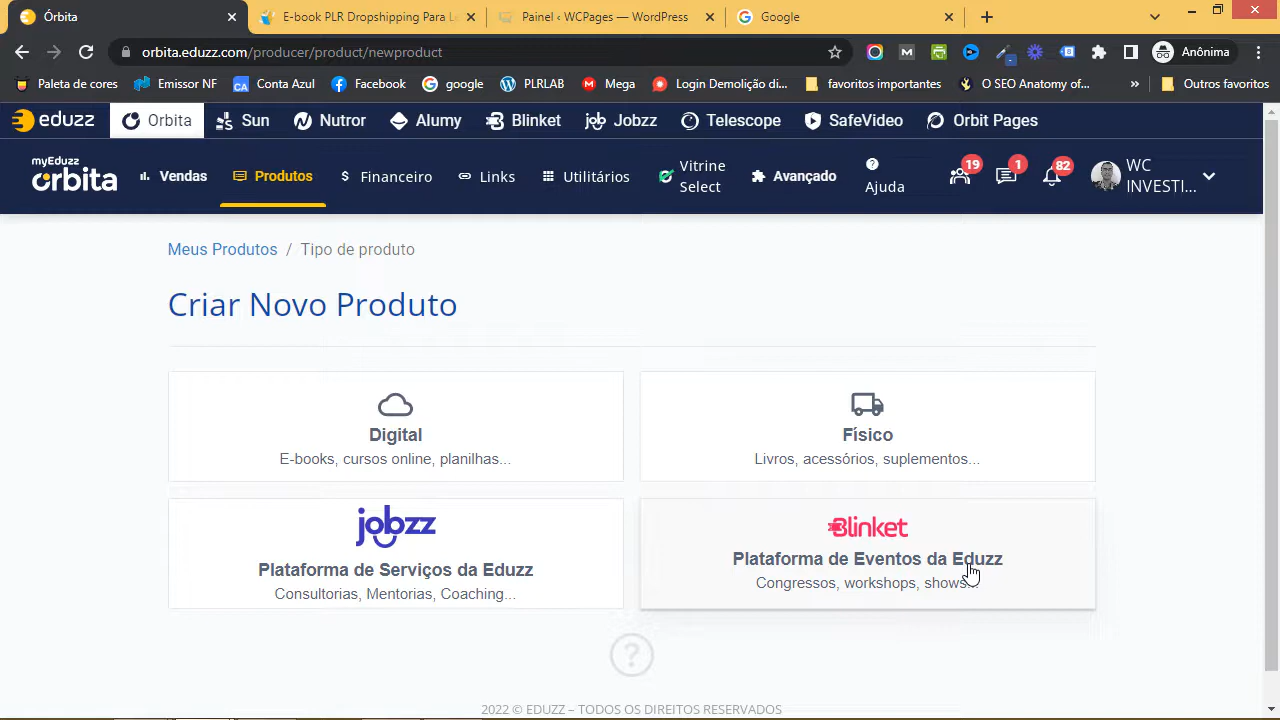 Órbita
E-book PLR Dropshipping Para L
Painel ‹ WCPages — WordPress
Google
orbita.eduzz.com/producer/product/newproduct
Anônima
Paleta de cores
Emissor NF
CA Conta Azul
Facebook
google
PLRLAB
Mega
Login Demolição di...
favoritos importantes
O SEO Anatomy of...
»
Outros favoritos
eduzz
Orbita
Sun
Nutror
Alumy
Blinket
Jobzz
Telescope
SafeVideo
Orbit Pages
myEduzz
órbita
Vendas
Produtos
$ Financeiro
Links
Utilitários
Vitrine
Select
Avançado
Ajuda
19
1
82
WC
INVESTI...
Meus Produtos / Tipo de produto
Criar Novo Produto
Digital
E-books, cursos online, planilhas...
Físico
Livros, acessórios, suplementos...
jobzz
Plataforma de Serviços da Eduzz
Consultorias, Mentorias, Coaching...
Blinket
Plataforma de Eventos da Eduzz
Congressos, workshops, shows...
?
2022 © EDUZZ – TODOS OS DIREITOS RESERVADOS